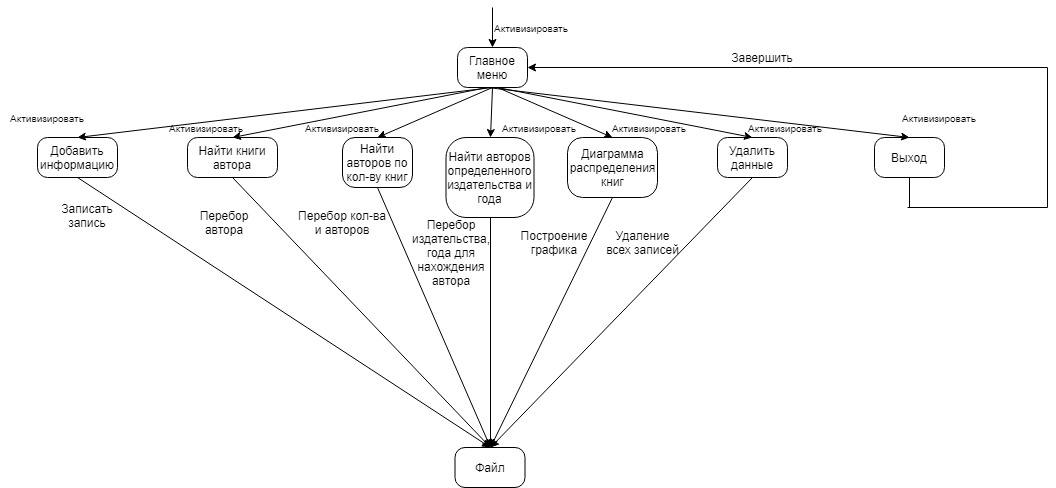 Активизировать
Главное
меню
Завершить
Активизировать
Активизировать
Активизировать
Активизировать
Активизировать
Активизировать
Активизировать
Добавить
информацию
Найти книги
автора
Найти
авторов по
кол-ву книг
Найти авторов
определенного
издательства и
года
Диаграмма
распределения
книг
Удалить
данные
Выход
Записать
запись
Перебор
автора
Перебор кол-ва
и авторов
Перебор
издательства,
года для
нахождения
автора
Построение
графика
Удаление
всех записей
Файл